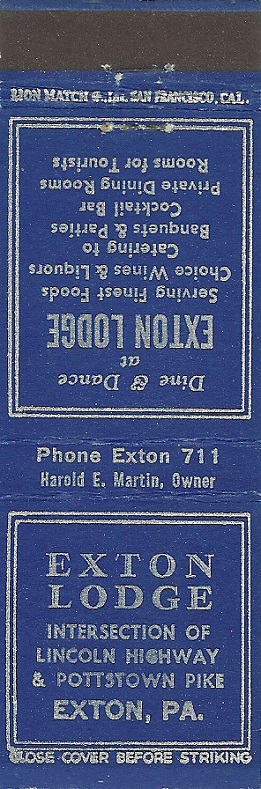 LION MATCH Co., Inc. SAN FRANCISCO, CAL.
Dine & Dance
at
EXTON LODGE
Serving Finest Foods
Choice Wines & Liquors
Catering to
Banquets & Parties
Cocktail Bar
Private Dining Rooms
Rooms for Tourists
Phone Exton 711
Harold E. Martin, Owner
EXTON
LODGE
INTERSECTION OF
LINCOLN HIGHWAY
& POTTSTOWN PIKE
EXTON, PA.
CLOSE COVER BEFORE STRIKING